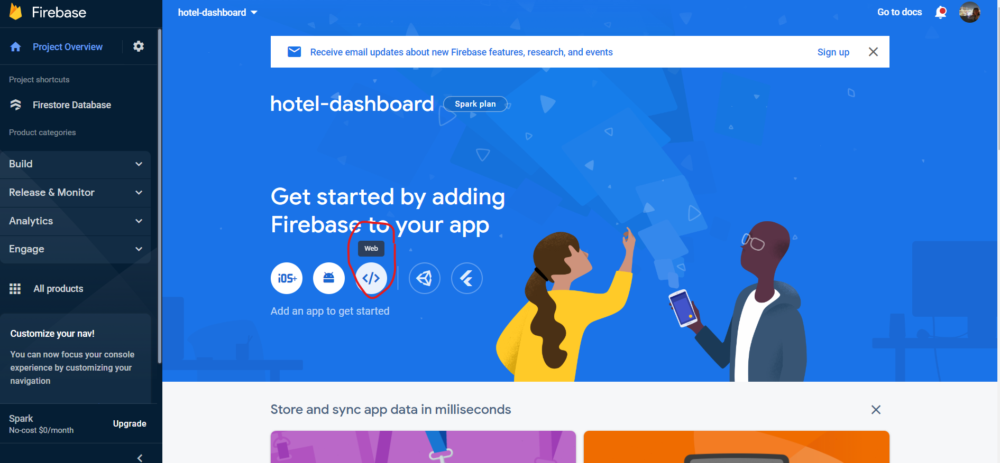 Firebase
hotel-dashboard
Go to docs
Project Overview
Receive email updates about new Firebase features, research, and events
Sign up
Project shortcuts
Firestore Database
hotel-dashboard
Spark plan
Product categories
Build
Release & Monitor
Analytics
Engage
Get started by adding
Firebase to your app
Web
iOS+
</>
All products
Add an app to get started
Customize your nav!
You can now focus your console
experience by customizing your
navigation
Spark
No-cost $0/month
Upgrade
Store and sync app data in milliseconds